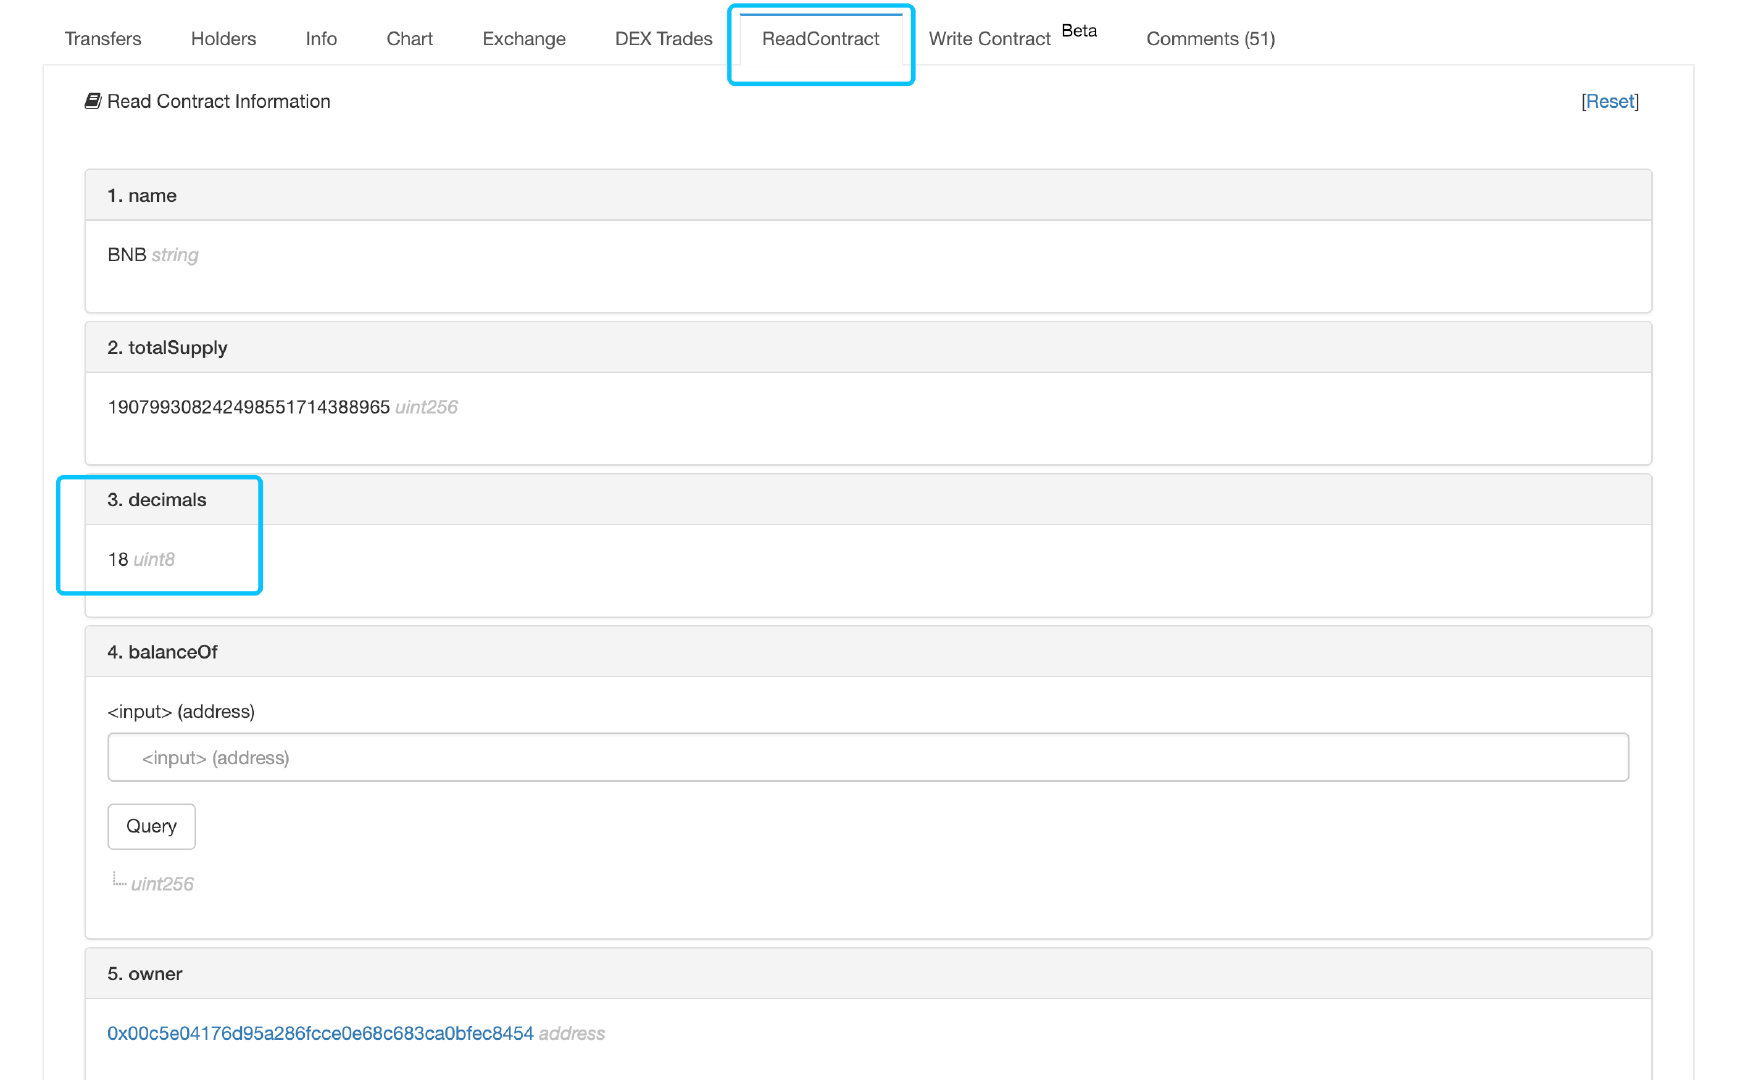 Transfers Holders Info Chart Exchange DEX Trades ReadContract Write Contract Beta Comments (51)
Read Contract Information [Reset]
1. name
BNB string
2. totalSupply
190799308242498551714388965 uint256
3. decimals
18 uint8
4. balanceOf
<input> (address)
<input> (address)
Query
uint256
5. owner
0x00c5e04176d95a286fcce0e68c683ca0bfec8454 address